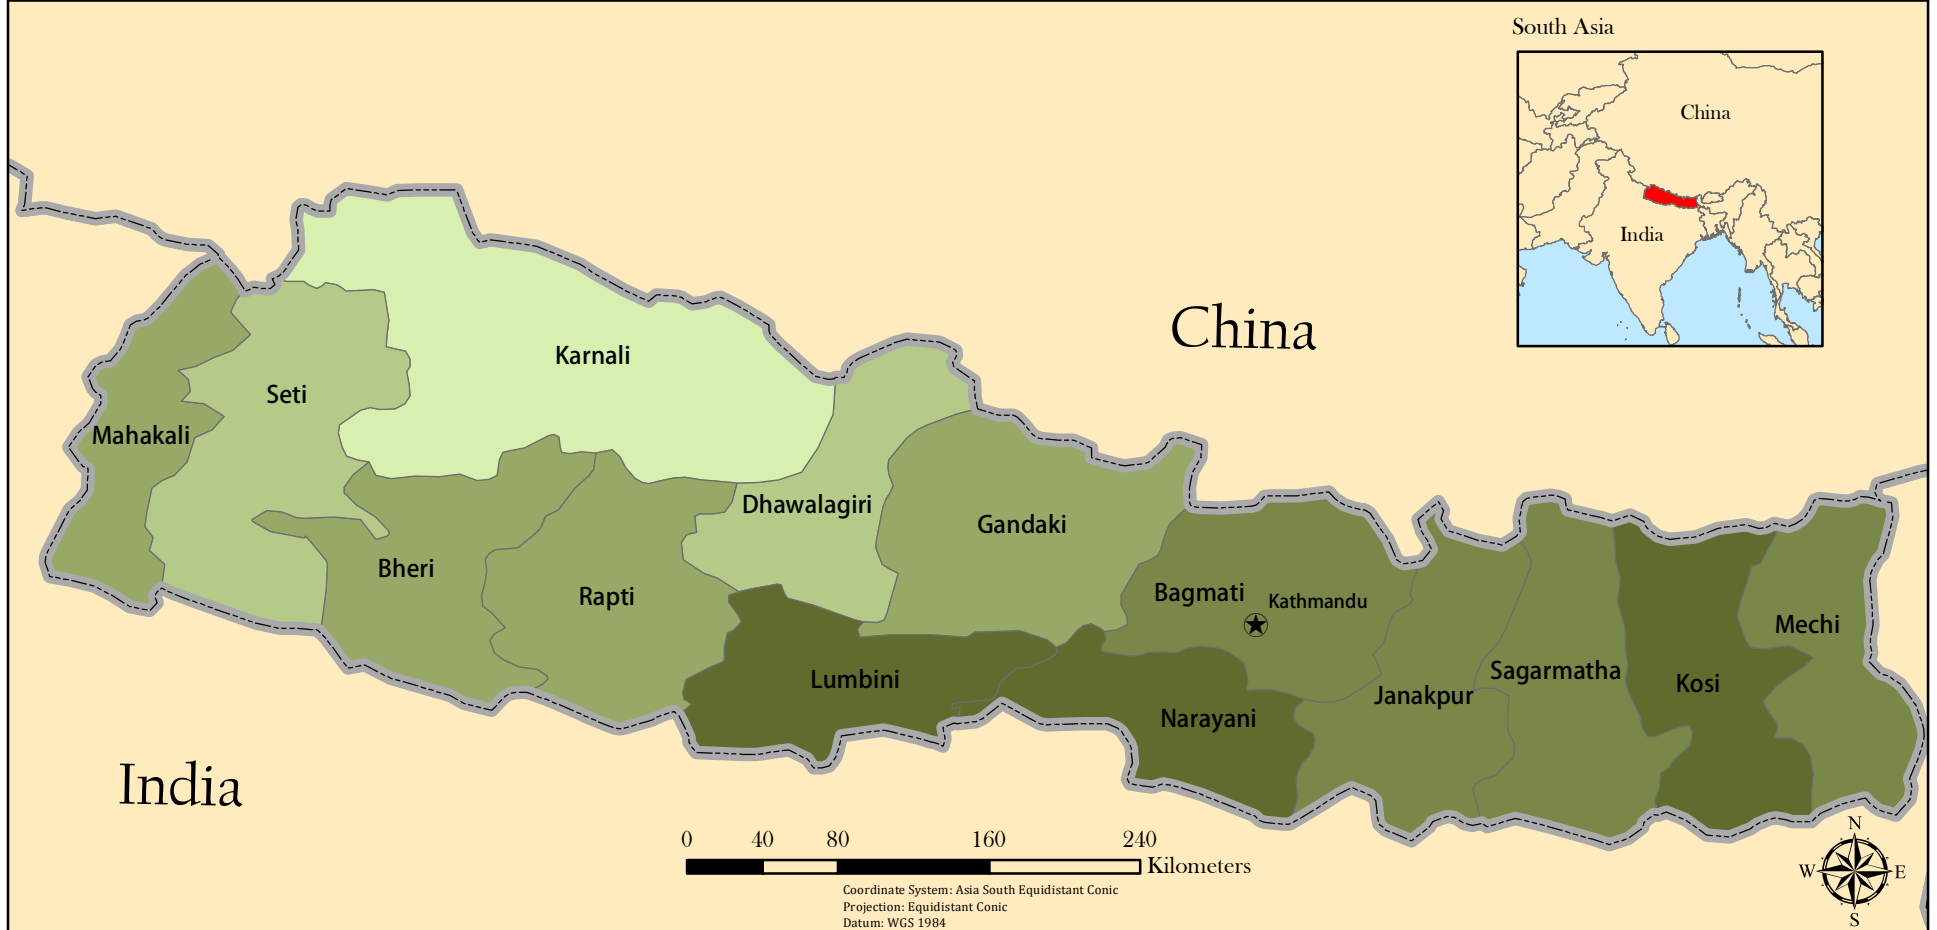 South Asia
China
India
China
Karnali
Seti
Mahakali
Dhawalagiri
Gandaki
Bheri
Rapti
Bagmati
Kathmandu
Mechi
Sagarmatha
Lumbini
Kosi
Janakpur
Narayani
India
0 40 80 160 240
Kilometers
Coordinate System: Asia South Equidistant Conic
Projection: Equidistant Conic
Datum: WGS 1984
N
W E
S